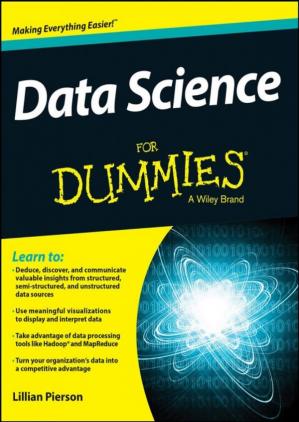 Making Everything Easier!™
Data Science
FOR
DUMMIES®
A Wiley Brand
Learn to:
• Deduce, discover, and communicate
valuable insights from structured,
semi-structured, and unstructured
data sources
• Use meaningful visualizations
to display and interpret data
• Take advantage of data processing
tools like Hadoop® and MapReduce
• Turn your organization's data into
a competitive advantage
Lillian Pierson